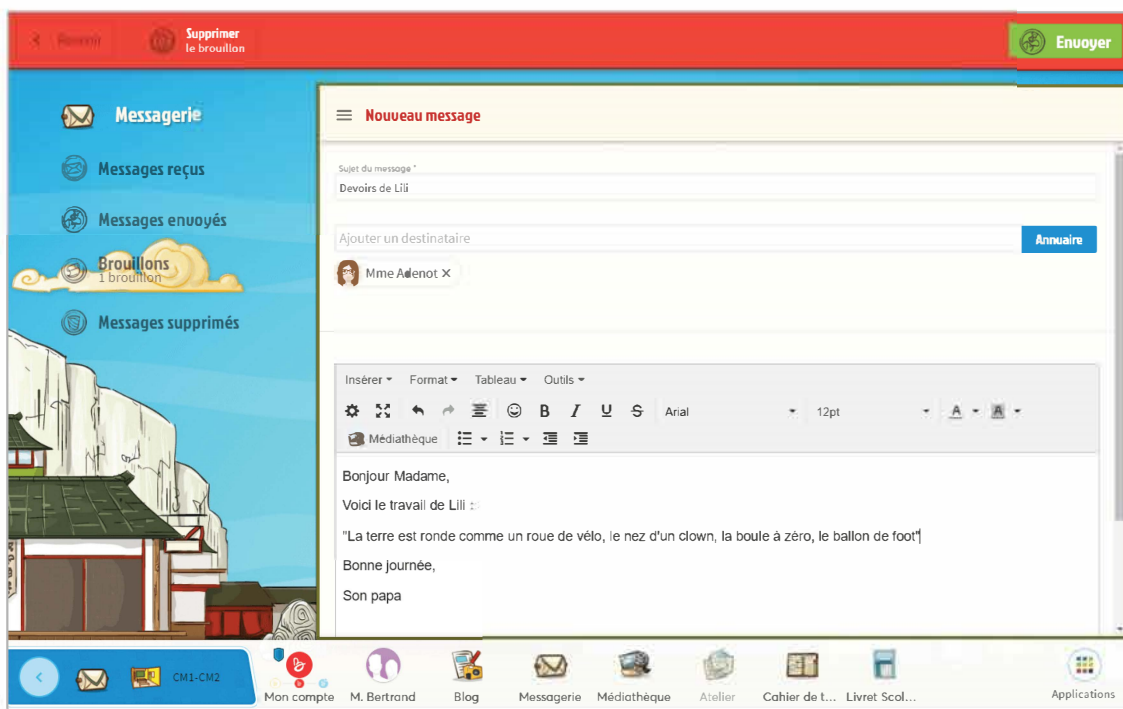 Revenir
Supprimer
le brouillon
Envoyer
Messagerie
Messages reçus
Messages envoyés
Brouillons
1 brouillon
Messages supprimés
Nouveau message
Sujet du message *
Devoirs de Lili
Ajouter un destinataire
Annuaire
Mme Adenot ×
Insérer Format Tableau Outils
B I U S Arial 12pt A A
Médiathèque
Bonjour Madame,
Voici le travail de Lili :
"La terre est ronde comme un roue de vélo, le nez d'un clown, la boule à zéro, le ballon de foot"
Bonne journée,
Son papa
CM1-CM2
Mon compte
M. Bertrand
Blog
Messagerie
Médiathèque
Atelier
Cahier de t...
Livret Scol...
Applications